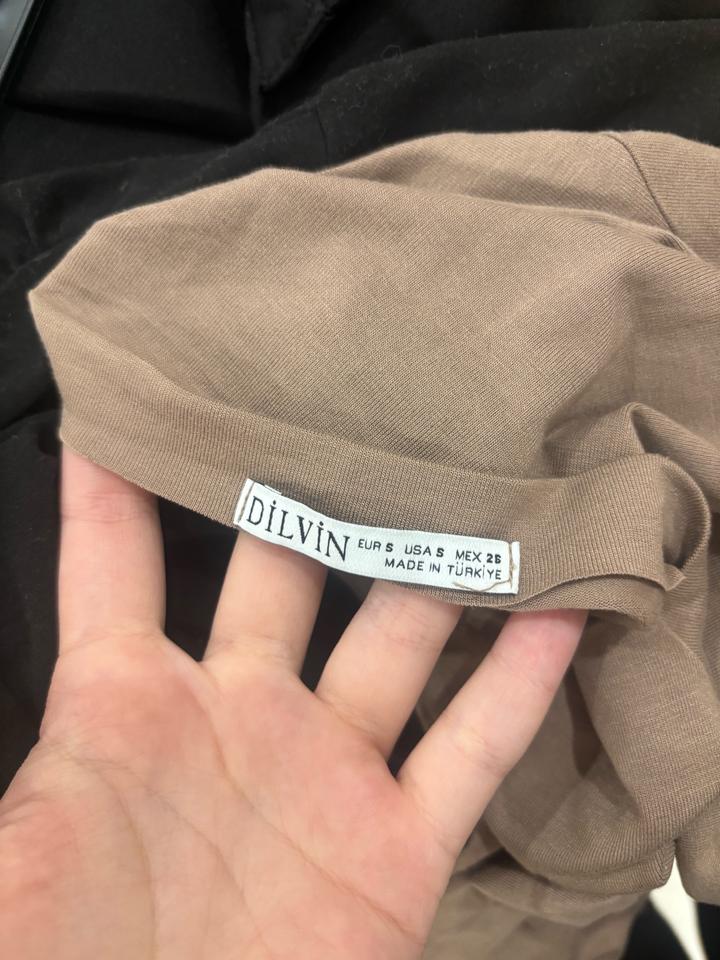 DİLVİN EUR S USA S MEX 26
MADE IN TÜRKİYE